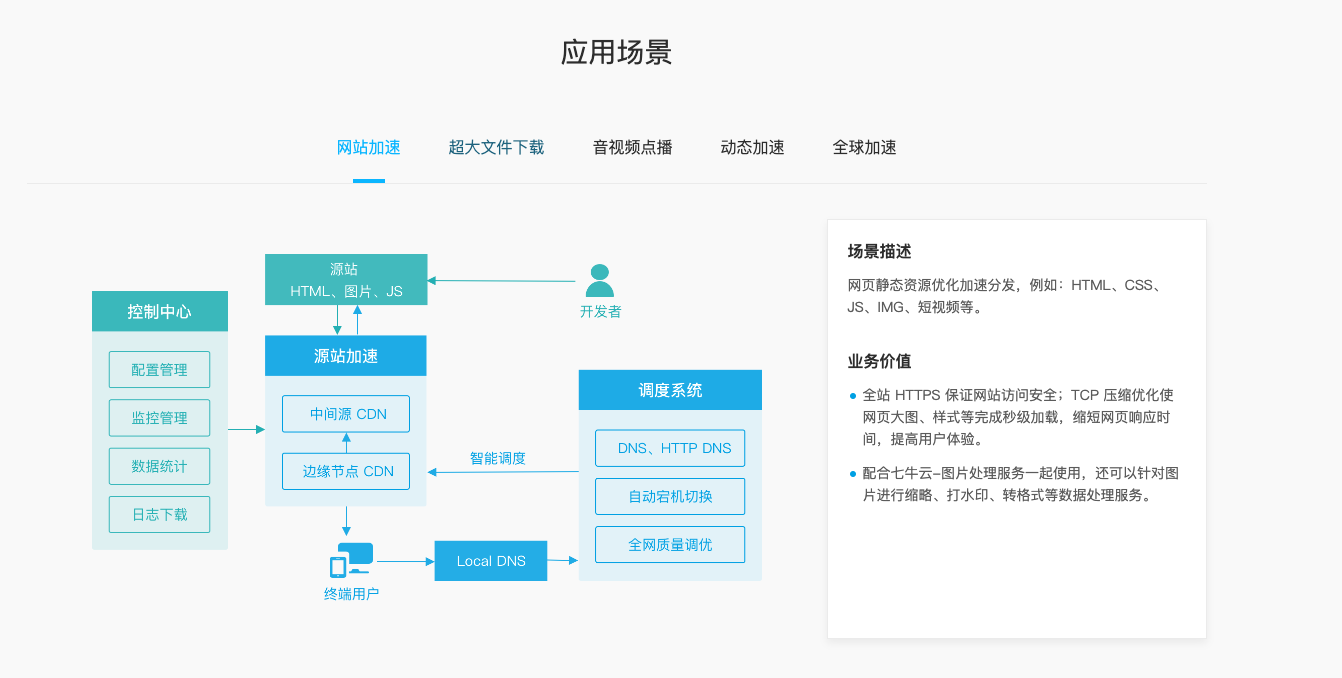 应用场景
网站加速
超大文件下载
音视频点播
动态加速
全球加速
源站
HTML、图片、JS
开发者
控制中心
配置管理
监控管理
数据统计
日志下载
源站加速
中间源 CDN
边缘节点 CDN
智能调度
调度系统
DNS、HTTP DNS
自动宕机切换
全网质量调优
Local DNS
终端用户
场景描述
网页静态资源优化加速分发，例如：HTML、CSS、
JS、IMG、短视频等。
业务价值
全站 HTTPS 保证网站访问安全；TCP 压缩优化使
网页大图、样式等完成秒级加载，缩短网页响应时
间，提高用户体验。
配合七牛云-图片处理服务一起使用，还可以针对图
片进行缩略、打水印、转格式等数据处理服务。